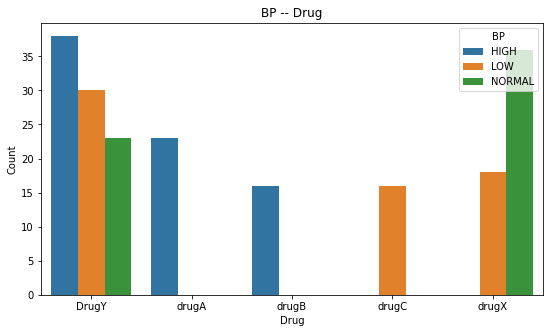 BP -- Drug
BP
HIGH
LOW
NORMAL
Count
35
30
25
20
15
10
5
0
DrugY drugA drugB drugC drugX
Drug